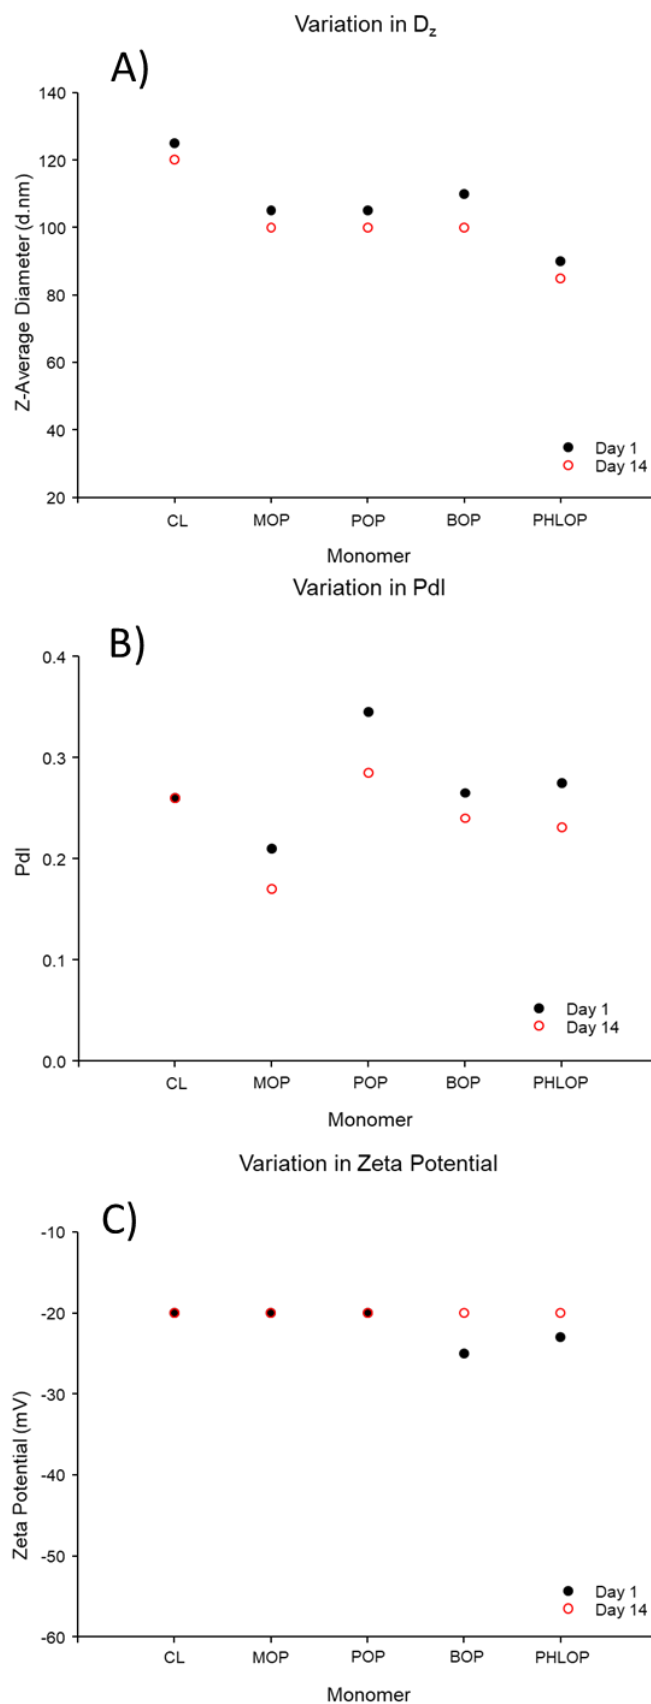 Variation in Dz
A)
140
120
100
80
60
40
20
Z-Average Diameter (d.nm)
CL MOP POP BOP PHLOP
Monomer
Day 1
Day 14
Variation in PdI
B)
0.4
0.3
0.2
0.1
0.0
PdI
CL MOP POP BOP PHLOP
Monomer
Day 1
Day 14
Variation in Zeta Potential
C)
-10
-20
-30
-40
-50
-60
Zeta Potential (mV)
CL MOP POP BOP PHLOP
Monomer
Day 1
Day 14